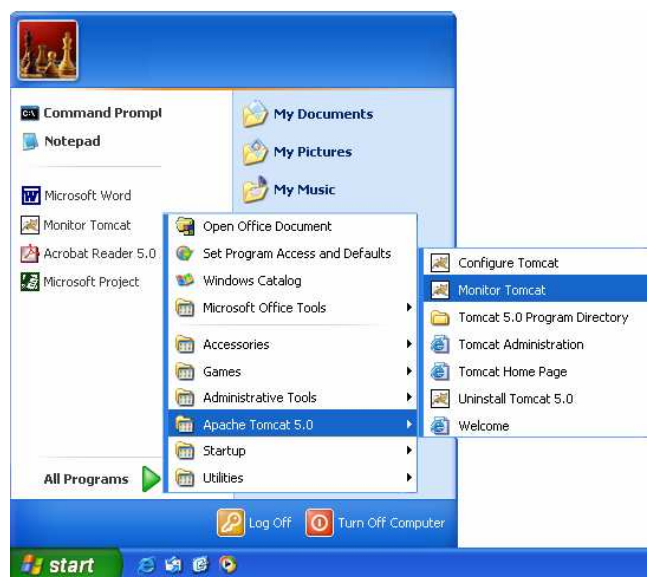 Command Prompt
Notepad
Microsoft Word
Monitor Tomcat
Acrobat Reader 5.0
Microsoft Project
All Programs
My Documents
My Pictures
My Music
Open Office Document
Set Program Access and Defaults
Windows Catalog
Microsoft Office Tools
Accessories
Games
Administrative Tools
Apache Tomcat 5.0
Startup
Utilities
Configure Tomcat
Monitor Tomcat
Tomcat 5.0 Program Directory
Tomcat Administration
Tomcat Home Page
Uninstall Tomcat 5.0
Welcome
Log Off
Turn Off Computer
start